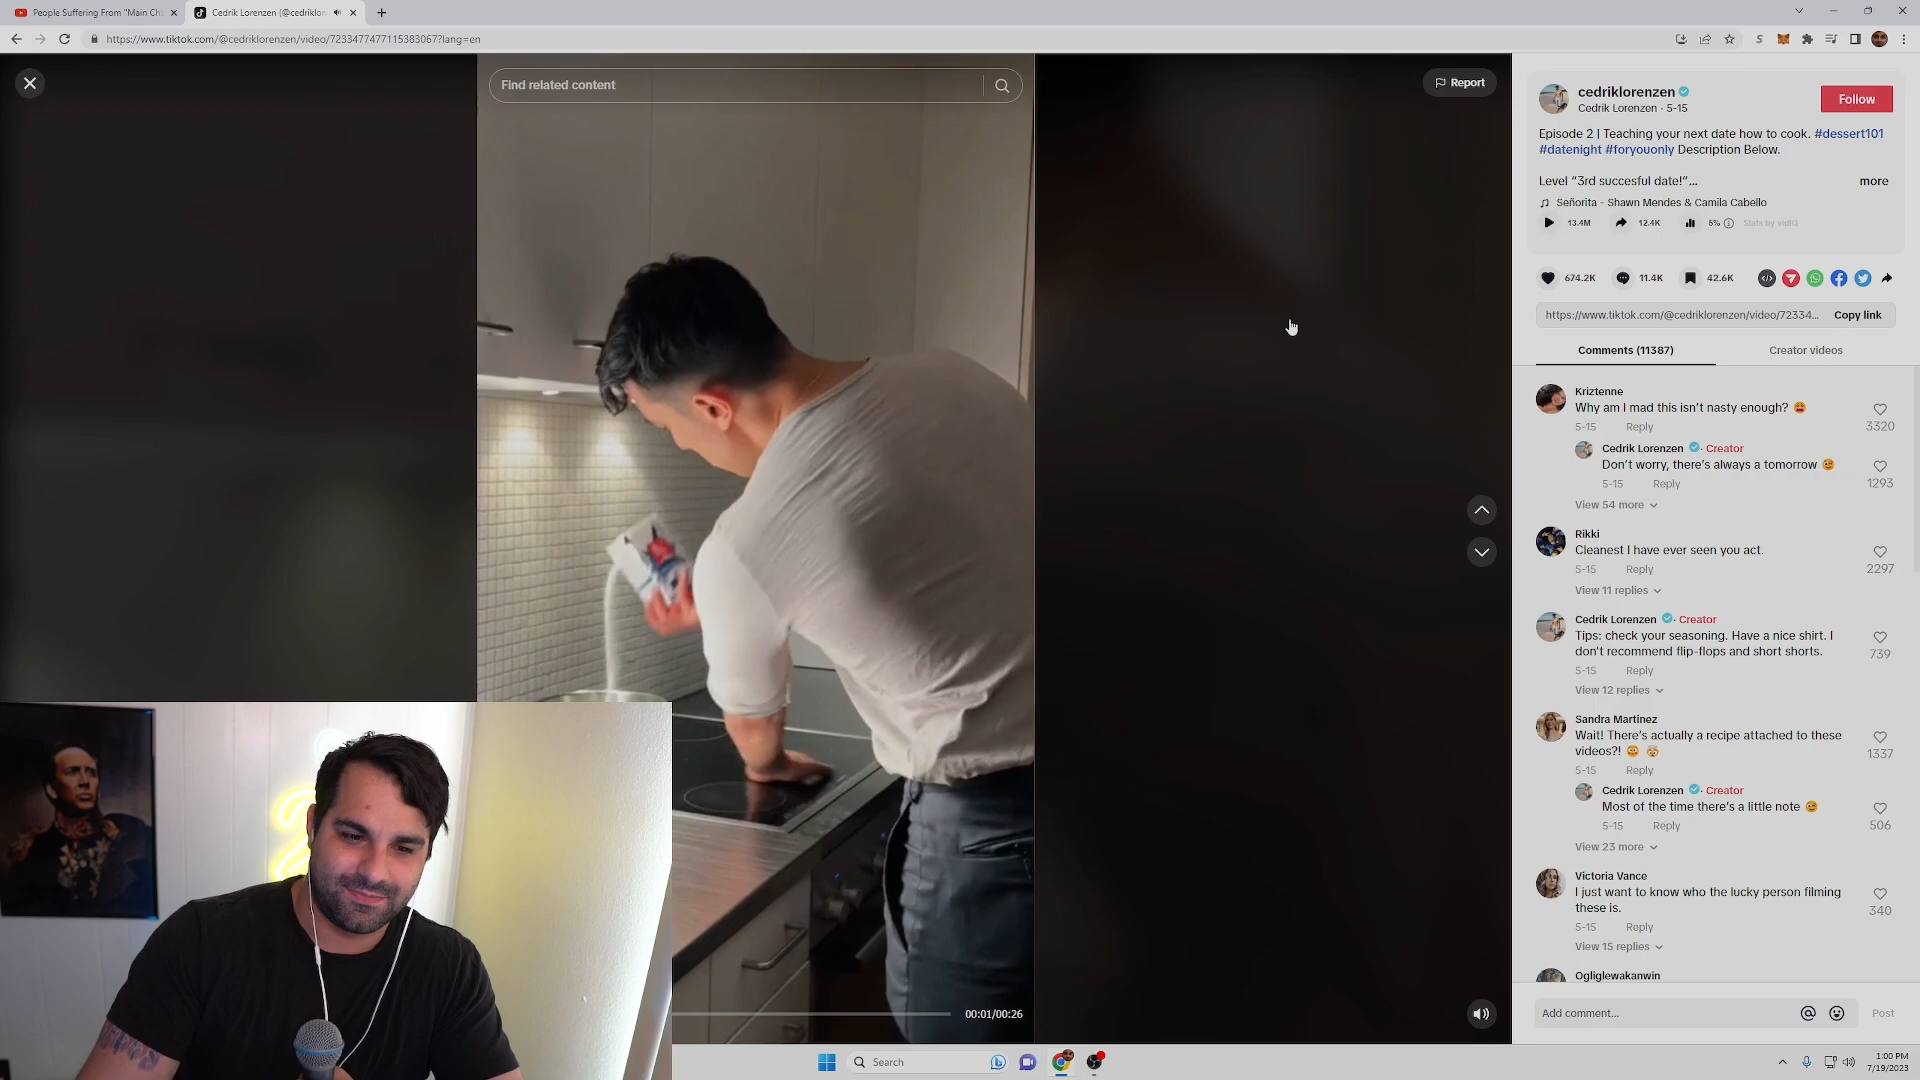 People Suffering From "Main Ch
Cedrik Lorenzen (@cedriklor
https://www.tiktok.com/@cedriklorenzen/video/7233477477115383067?lang=en
Find related content
Report
cedriklorenzen
Cedrik Lorenzen · 5-15
Follow
Episode 2 | Teaching your next date how to cook. #dessert101
#datenight #foryouonly Description Below.
Level “3rd succesful date!”...
more
Señorita - Shawn Mendes & Camila Cabello
13.4M
12.4K
5%
Stats by vidIQ
674.2K
11.4K
42.6K
https://www.tiktok.com/@cedriklorenzen/video/72334...
Copy link
Comments (11387)
Creator videos
Kriztenne
Why am I mad this isn’t nasty enough? 😩
5-15 Reply
3320
Cedrik Lorenzen · Creator
Don’t worry, there’s always a tomorrow 😉
5-15 Reply
1293
View 54 more
Rikki
Cleanest I have ever seen you act.
5-15 Reply
2297
View 11 replies
Cedrik Lorenzen · Creator
Tips: check your seasoning. Have a nice shirt. I
don't recommend flip-flops and short shorts.
5-15 Reply
739
View 12 replies
Sandra Martinez
Wait! There’s actually a recipe attached to these
videos?! 😳 🤯
5-15 Reply
1337
Cedrik Lorenzen · Creator
Most of the time there’s a little note 😉
5-15 Reply
506
View 23 more
Victoria Vance
I just want to know who the lucky person filming
these is.
5-15 Reply
340
View 15 replies
Ogliglewakanwin
Add comment...
Post
00:01/00:26
Search
1:00 PM
7/19/2023